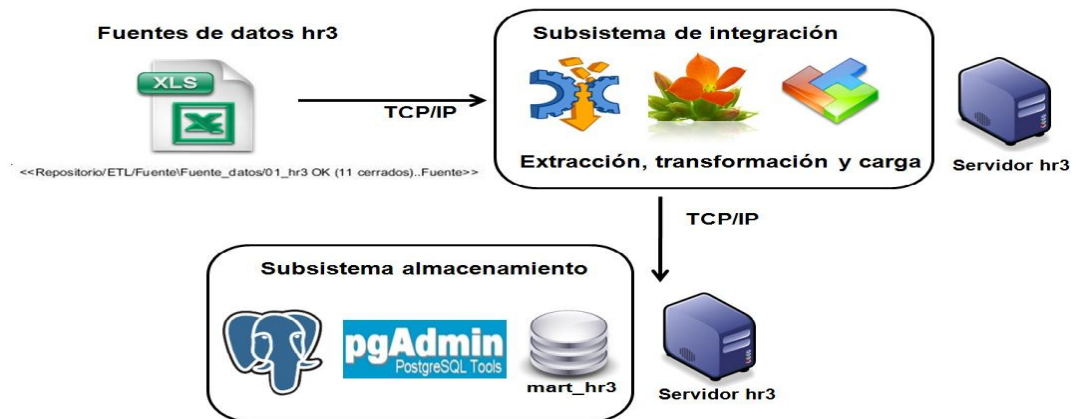 Fuentes de datos hr3
XLS
TCP/IP
<<Repositorio/ETL/Fuente\Fuente_datos/01_hr3 OK (11 cerrados)..Fuente>>
Subsistema de integración
Extracción, transformación y carga
Servidor hr3
TCP/IP
Subsistema almacenamiento
pgAdmin
PostgreSQL Tools
mart_hr3
Servidor hr3